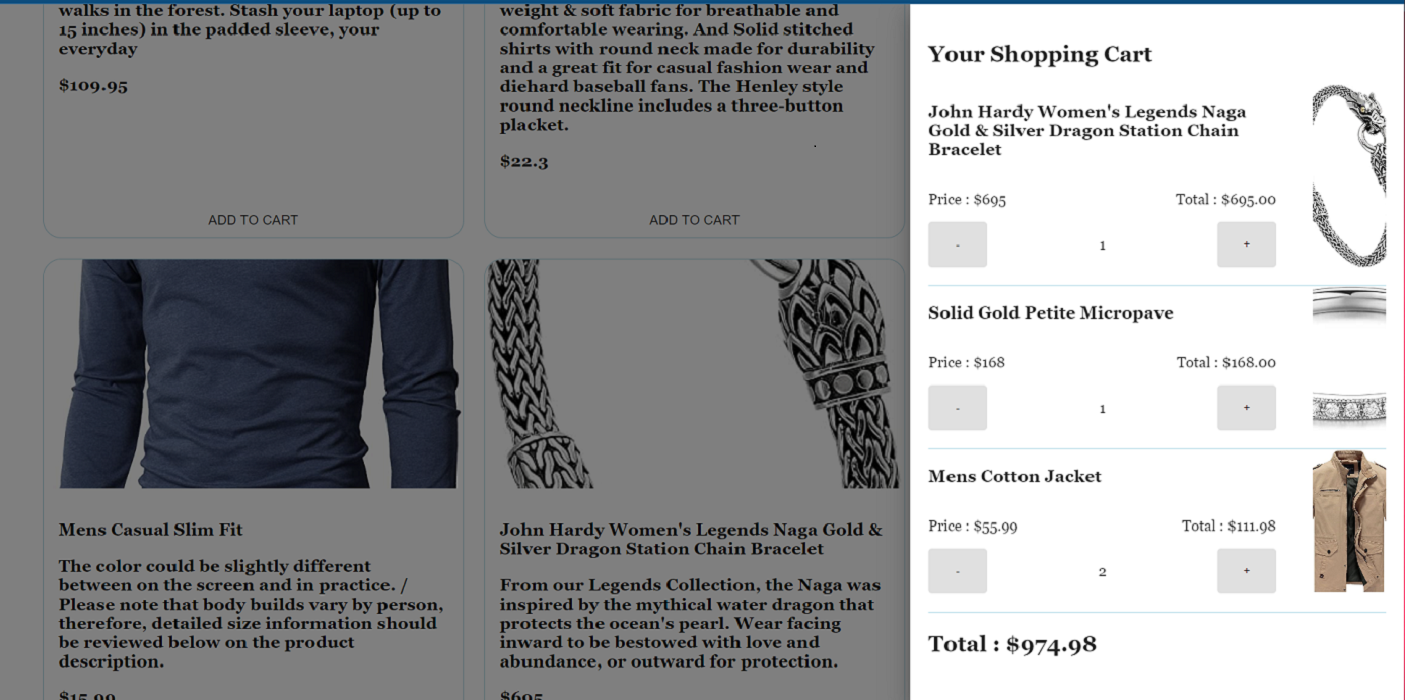 walks in the forest. Stash your laptop (up to
15 inches) in the padded sleeve, your
everyday
$109.95
ADD TO CART
weight & soft fabric for breathable and
comfortable wearing. And Solid stitched
shirts with round neck made for durability
and a great fit for casual fashion wear and
diehard baseball fans. The Henley style
round neckline includes a three-button
placket.
$22.3
ADD TO CART
Mens Casual Slim Fit
The color could be slightly different
between on the screen and in practice. /
Please note that body builds vary by person,
therefore, detailed size information should
be reviewed below on the product
description.
$15.99
John Hardy Women's Legends Naga Gold &
Silver Dragon Station Chain Bracelet
From our Legends Collection, the Naga was
inspired by the mythical water dragon that
protects the ocean's pearl. Wear facing
inward to be bestowed with love and
abundance, or outward for protection.
$695
Your Shopping Cart
John Hardy Women's Legends Naga
Gold & Silver Dragon Station Chain
Bracelet
Price : $695 Total : $695.00
- 1 +
Solid Gold Petite Micropave
Price : $168 Total : $168.00
- 1 +
Mens Cotton Jacket
Price : $55.99 Total : $111.98
- 2 +
Total : $974.98